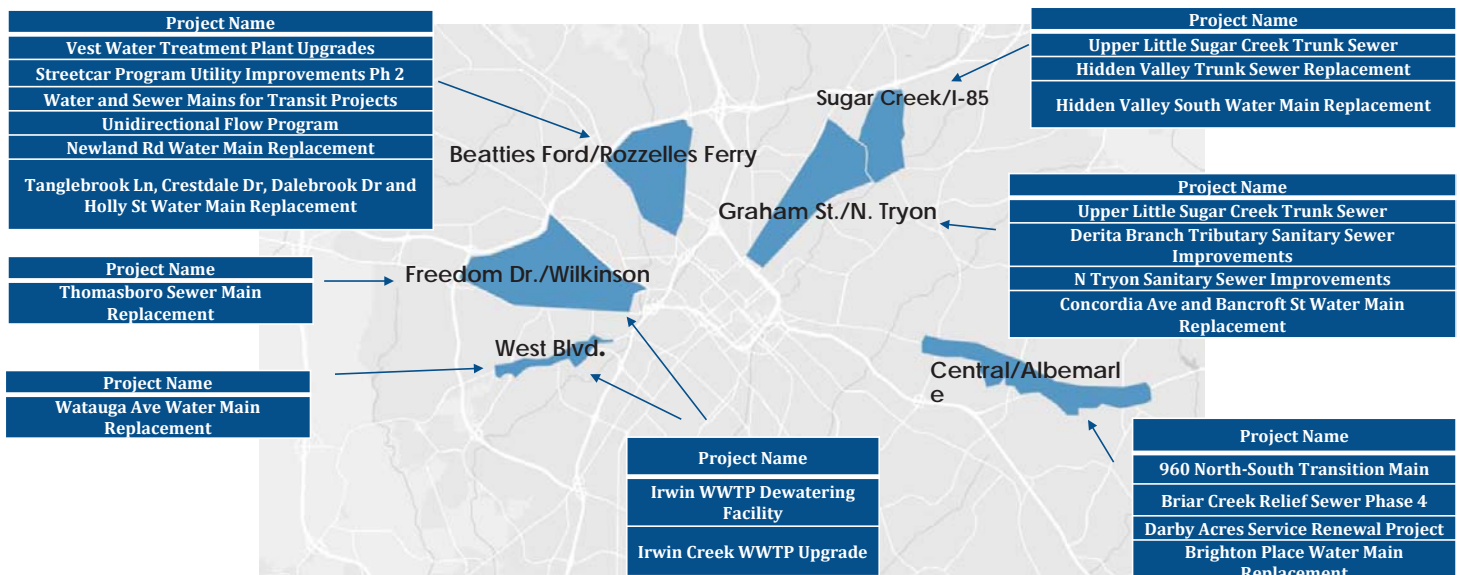 Project Name
Vest Water Treatment Plant Upgrades
Streetcar Program Utility Improvements Ph 2
Water and Sewer Mains for Transit Projects
Unidirectional Flow Program
Newland Rd Water Main Replacement
Tanglebrook Ln, Crestdale Dr, Dalebrook Dr and
Holly St Water Main Replacement
Project Name
Upper Little Sugar Creek Trunk Sewer
Hidden Valley Trunk Sewer Replacement
Hidden Valley South Water Main Replacement
Sugar Creek/I-85
Beatties Ford/Rozzelles Ferry
Graham St./N. Tryon
Project Name
Upper Little Sugar Creek Trunk Sewer
Derita Branch Tributary Sanitary Sewer
Improvements
N Tryon Sanitary Sewer Improvements
Concordia Ave and Bancroft St Water Main
Replacement
Project Name
Thomasboro Sewer Main
Replacement
Freedom Dr./Wilkinson
West Blvd.
Central/Albemarl
e
Project Name
Watauga Ave Water Main
Replacement
Project Name
Irwin WWTP Dewatering
Facility
Irwin Creek WWTP Upgrade
Project Name
960 North-South Transition Main
Briar Creek Relief Sewer Phase 4
Darby Acres Service Renewal Project
Brighton Place Water Main
Replacement